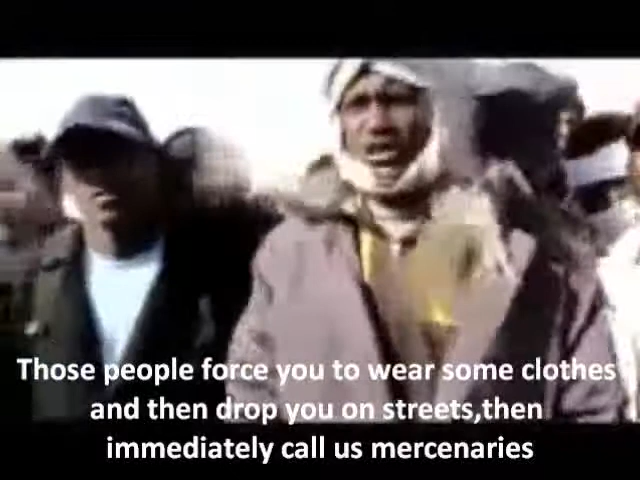 Those people force you to wear some clothes
and then drop you on streets,then
immediately call us mercenaries